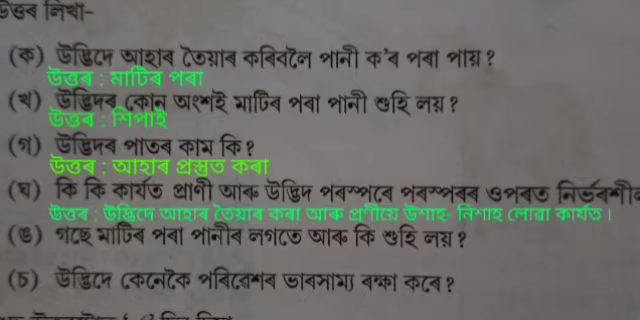 উত্তৰ লিখা-
(ক) উদ্ভিদে আহাৰ তৈয়াৰ কৰিবলৈ পানী ক'ৰ পৰা পায়?
উত্তৰ : মাটিৰ পৰা
(খ) উদ্ভিদৰ কোন অংশই মাটিৰ পৰা পানী শুহি লয়?
উত্তৰ : শিপাই
(গ) উদ্ভিদৰ পাতৰ কাম কি?
উত্তৰ : আহাৰ প্ৰস্তুত কৰা
(ঘ) কি কি কাৰ্যত প্ৰাণী আৰু উদ্ভিদ পৰস্পৰে পৰস্পৰৰ ওপৰত নিৰ্ভৰশী
উত্তৰ : উদ্ভিদে আহাৰ তৈয়াৰ কৰা আৰু প্ৰণীয়ে উশাহ- নিশাহ লোৱা কাৰ্যত।
(ঙ) গছে মাটিৰ পৰা পানীৰ লগতে আৰু কি শুহি লয়?
(চ) উদ্ভিদে কেনেকৈ পৰিবেশৰ ভাৰসাম্য ৰক্ষা কৰে?